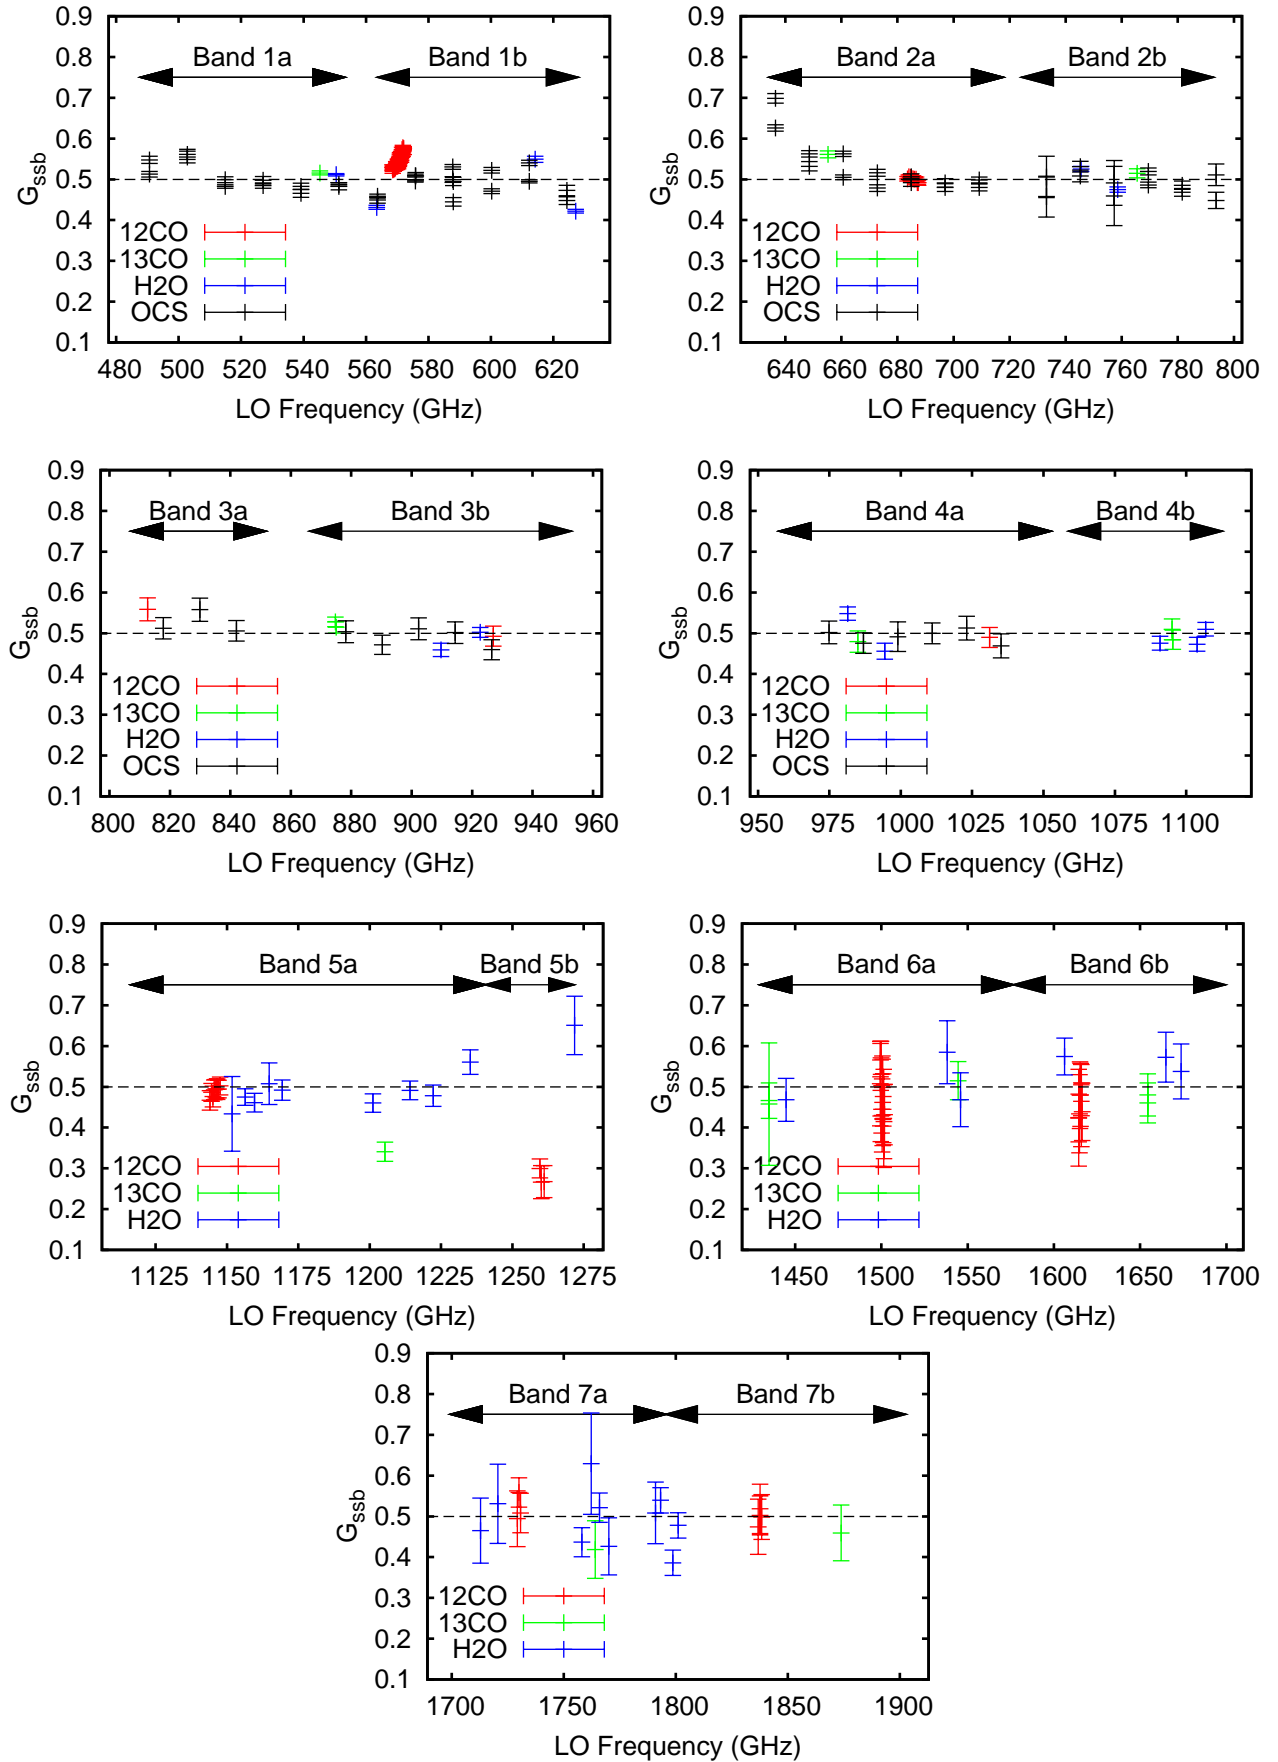 0.9
0.8
0.7
0.6
0.5
0.4
0.3
0.2
0.1
Gssb
Band 1a Band 1b
12CO
13CO
H2O
OCS
480 500 520 540 560 580 600 620
LO Frequency (GHz)
0.9
0.8
0.7
0.6
0.5
0.4
0.3
0.2
0.1
Gssb
Band 2a Band 2b
12CO
13CO
H2O
OCS
640 660 680 700 720 740 760 780 800
LO Frequency (GHz)
0.9
0.8
0.7
0.6
0.5
0.4
0.3
0.2
0.1
Gssb
Band 3a Band 3b
12CO
13CO
H2O
OCS
800 820 840 860 880 900 920 940 960
LO Frequency (GHz)
0.9
0.8
0.7
0.6
0.5
0.4
0.3
0.2
0.1
Gssb
Band 4a Band 4b
12CO
13CO
H2O
OCS
950 975 1000 1025 1050 1075 1100
LO Frequency (GHz)
0.9
0.8
0.7
0.6
0.5
0.4
0.3
0.2
0.1
Gssb
Band 5a Band 5b
12CO
13CO
H2O
1125 1150 1175 1200 1225 1250 1275
LO Frequency (GHz)
0.9
0.8
0.7
0.6
0.5
0.4
0.3
0.2
0.1
Gssb
Band 6a Band 6b
12CO
13CO
H2O
1450 1500 1550 1600 1650 1700
LO Frequency (GHz)
0.9
0.8
0.7
0.6
0.5
0.4
0.3
0.2
0.1
Gssb
Band 7a Band 7b
12CO
13CO
H2O
1700 1750 1800 1850 1900
LO Frequency (GHz)